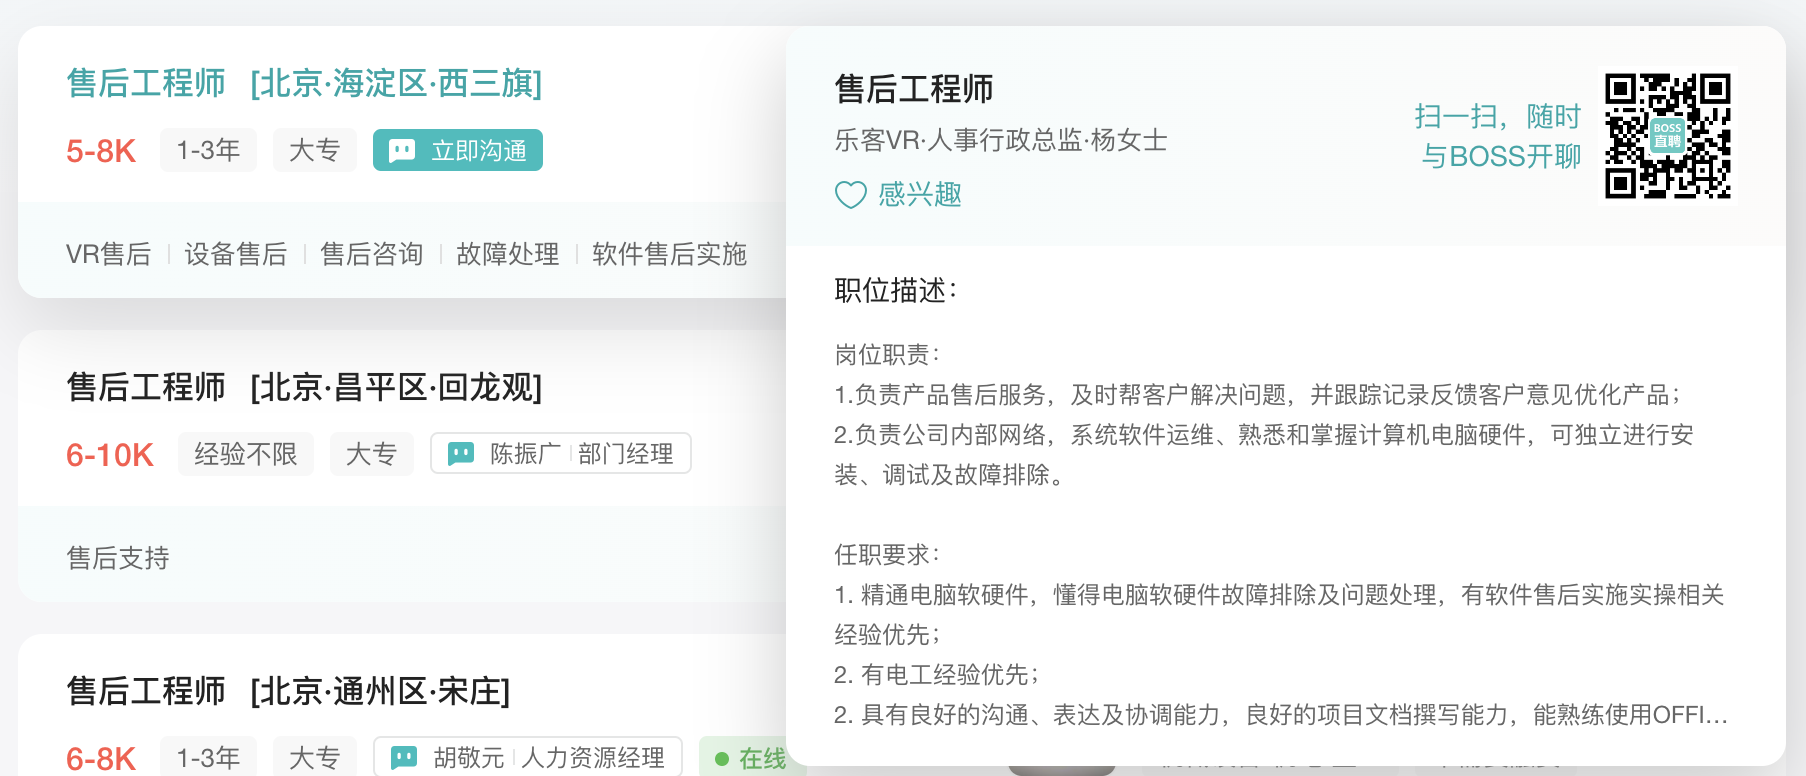 售后工程师 [北京·海淀区·西三旗]
5-8K 1-3年 大专 立即沟通
VR售后 设备售后 售后咨询 故障处理 软件售后实施
售后工程师 [北京·昌平区·回龙观]
6-10K 经验不限 大专 陈振广 部门经理
售后支持
售后工程师 [北京·通州区·宋庄]
6-8K 1-3年 大专 胡敬元 人力资源经理 在线
售后工程师
乐客VR·人事行政总监·杨女士
感兴趣
扫一扫，随时
与BOSS开聊
BOSS
直聘
职位描述：
岗位职责：
1.负责产品售后服务，及时帮客户解决问题，并跟踪记录反馈客户意见优化产品；
2.负责公司内部网络，系统软件运维、熟悉和掌握计算机电脑硬件，可独立进行安
装、调试及故障排除。
任职要求：
1. 精通电脑软硬件，懂得电脑软硬件故障排除及问题处理，有软件售后实施实操相关
经验优先；
2. 有电工经验优先；
2. 具有良好的沟通、表达及协调能力，良好的项目文档撰写能力，能熟练使用OFFI...